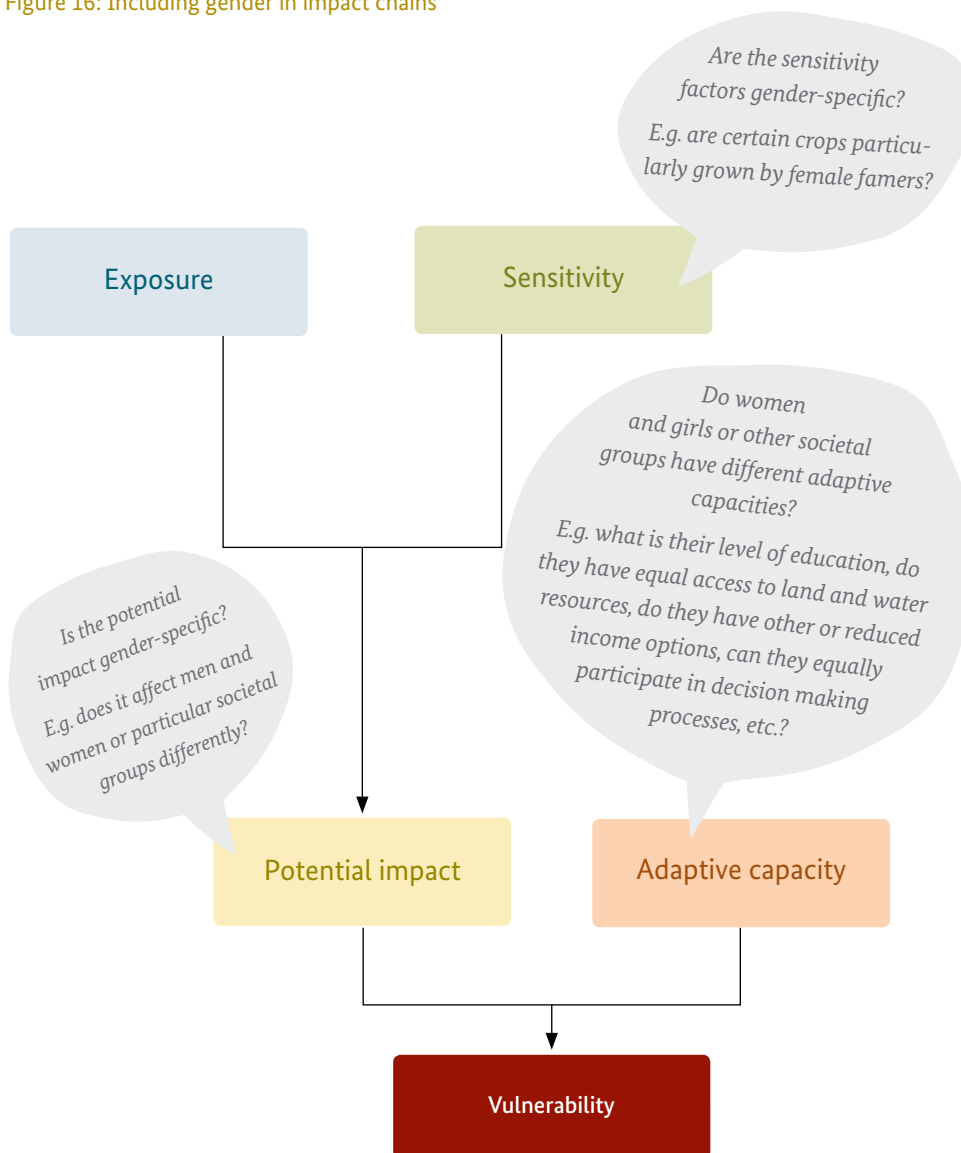 Figure 16: Including gender in impact chains
Are the sensitivity
factors gender-specific?
E.g. are certain crops particu-
larly grown by female famers?
Exposure
Sensitivity
Do women
and girls or other societal
groups have different adaptive
capacities?
E.g. what is their level of education, do
they have equal access to land and water
resources, do they have other or reduced
income options, can they equally
participate in decision making
processes, etc.?
Is the potential
impact gender-specific?
E.g. does it affect men and
women or particular societal
groups differently?
Potential impact
Adaptive capacity
Vulnerability